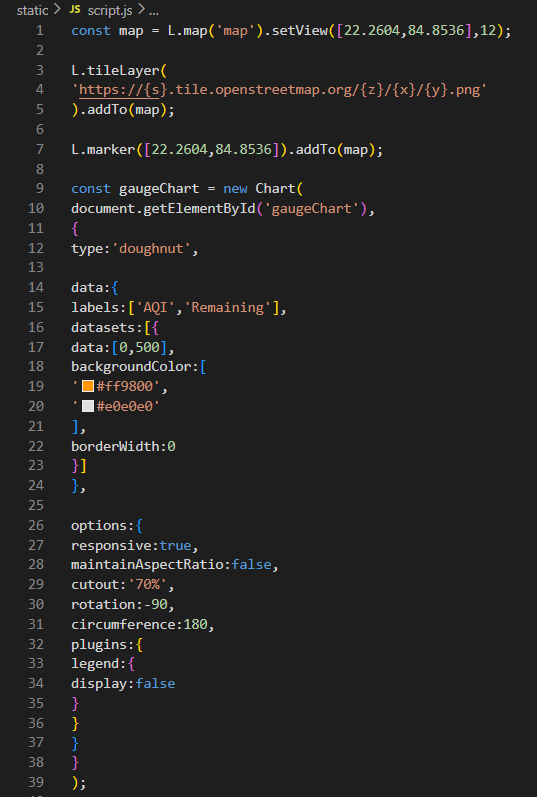 static > JS script.js > ...
1 const map = L.map('map').setView([22.2604,84.8536],12);
2
3 L.tileLayer(
4 'https://{s}.tile.openstreetmap.org/{z}/{x}/{y}.png'
5 ).addTo(map);
6
7 L.marker([22.2604,84.8536]).addTo(map);
8
9 const gaugeChart = new Chart(
10 document.getElementById('gaugeChart'),
11 {
12 type:'doughnut',
13
14 data:{
15 labels:['AQI','Remaining'],
16 datasets:[{
17 data:[0,500],
18 backgroundColor:[
19 '#ff9800',
20 '#e0e0e0'
21 ],
22 borderWidth:0
23 }]
24 },
25
26 options:{
27 responsive:true,
28 maintainAspectRatio:false,
29 cutout:'70%',
30 rotation:-90,
31 circumference:180,
32 plugins:{
33 legend:{
34 display:false
35 }
36 }
37 }
38 }
39 );